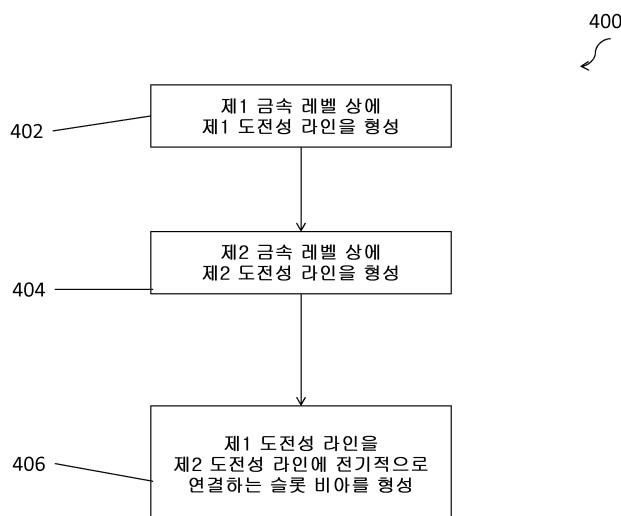 400
제1 금속 레벨 상에
제1 도전성 라인을 형성
402
제2 금속 레벨 상에
제2 도전성 라인을 형성
404
제1 도전성 라인을
제2 도전성 라인에 전기적으로
연결하는 슬롯 비아를 형성
406